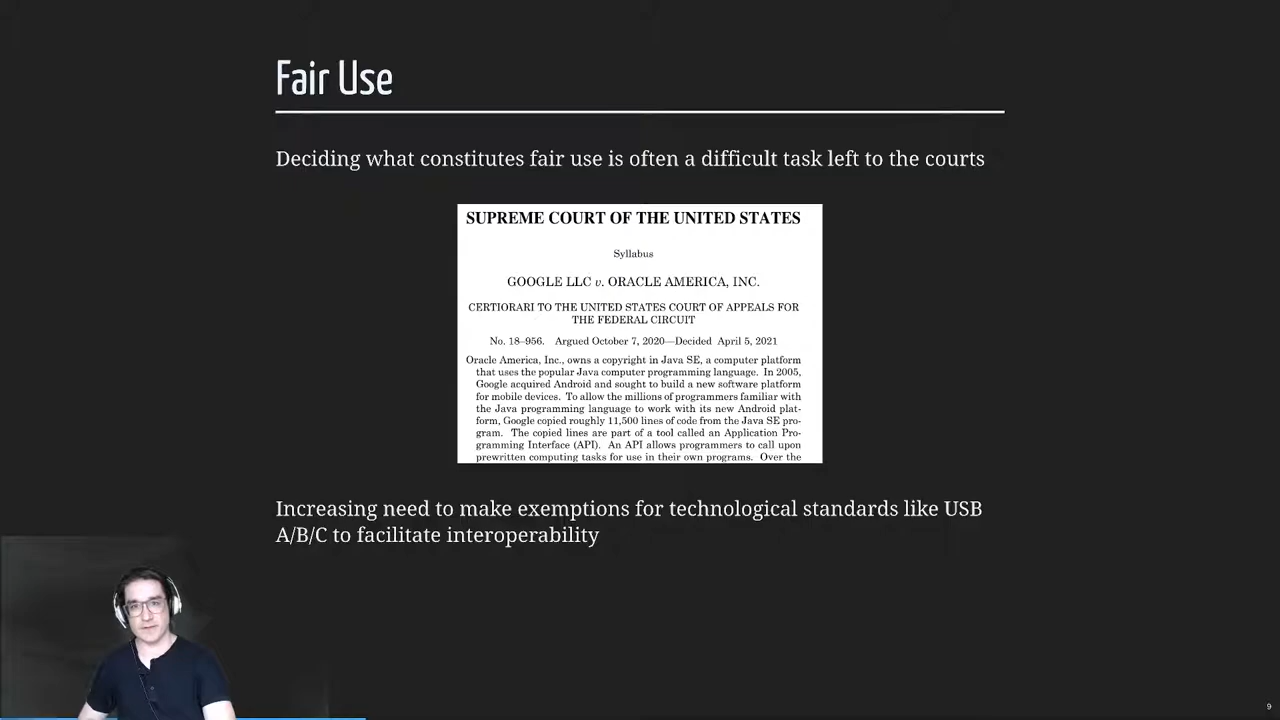 Fair Use
Deciding what constitutes fair use is often a difficult task left to the courts
SUPREME COURT OF THE UNITED STATES
Syllabus
GOOGLE LLC v. ORACLE AMERICA, INC.
CERTIORARI TO THE UNITED STATES COURT OF APPEALS FOR
THE FEDERAL CIRCUIT
No. 18–956. Argued October 7, 2020—Decided April 5, 2021
Oracle America, Inc., owns a copyright in Java SE, a computer platform
that uses the popular Java computer programming language. In 2005,
Google acquired Android and sought to build a new software platform
for mobile devices. To allow the millions of programmers familiar with
the Java programming language to work with its new Android plat-
form, Google copied roughly 11,500 lines of code from the Java SE pro-
gram. The copied lines are part of a tool called an Application Pro-
gramming Interface (API). An API allows programmers to call upon
prewritten computing tasks for use in their own programs. Over the
Increasing need to make exemptions for technological standards like USB
A/B/C to facilitate interoperability
9